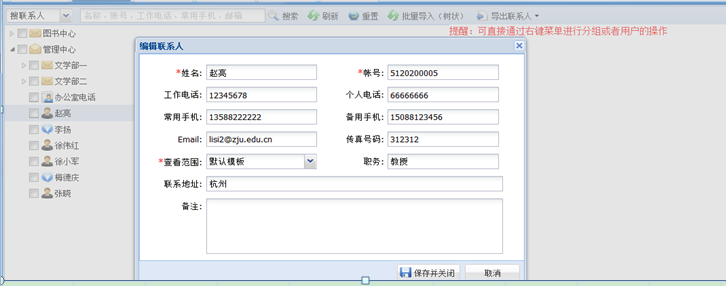 搜联系人 名称、帐号、工作电话、常用手机、邮箱 搜索 刷新 重置 批量导入（树状） 导出联系人
提醒：可直接通过右键菜单进行分组或者用户的操作
图书中心
管理中心
文学部一
文学部二
办公室电话
赵亮
李扬
徐伟红
徐小军
梅德庆
张晓
编辑联系人
*姓名: 赵亮 *帐号: 5120200005
工作电话: 12345678 个人电话: 66666666
常用手机: 13588222222 备用手机: 15088123456
Email: lisi2@zju.edu.cn 传真号码: 312312
*查看范围: 默认模板 职务: 教授
联系地址: 杭州
备注:
保存并关闭 取消